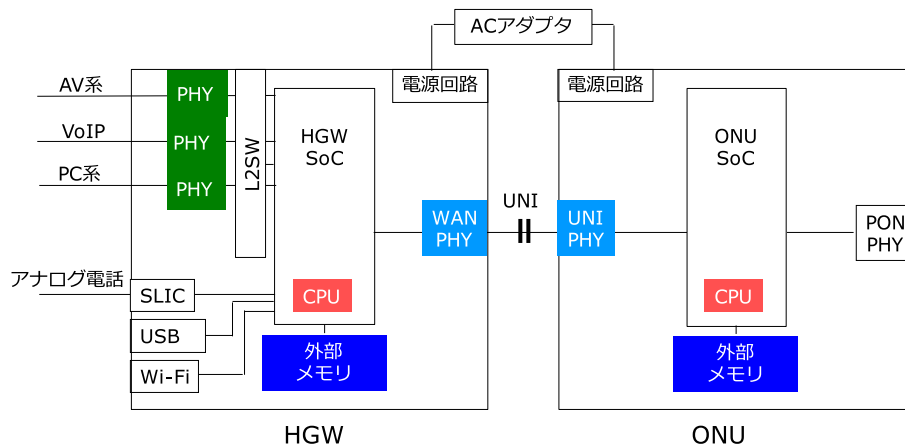 ACアダプタ
電源回路
電源回路
AV系
PHY
VoIP
PHY
PC系
PHY
L2SW
HGW
SoC
ONU
SoC
UNI
WAN
PHY
UNI
PHY
PON
PHY
アナログ電話
SLIC
CPU
CPU
USB
Wi-Fi
外部
メモリ
外部
メモリ
HGW
ONU